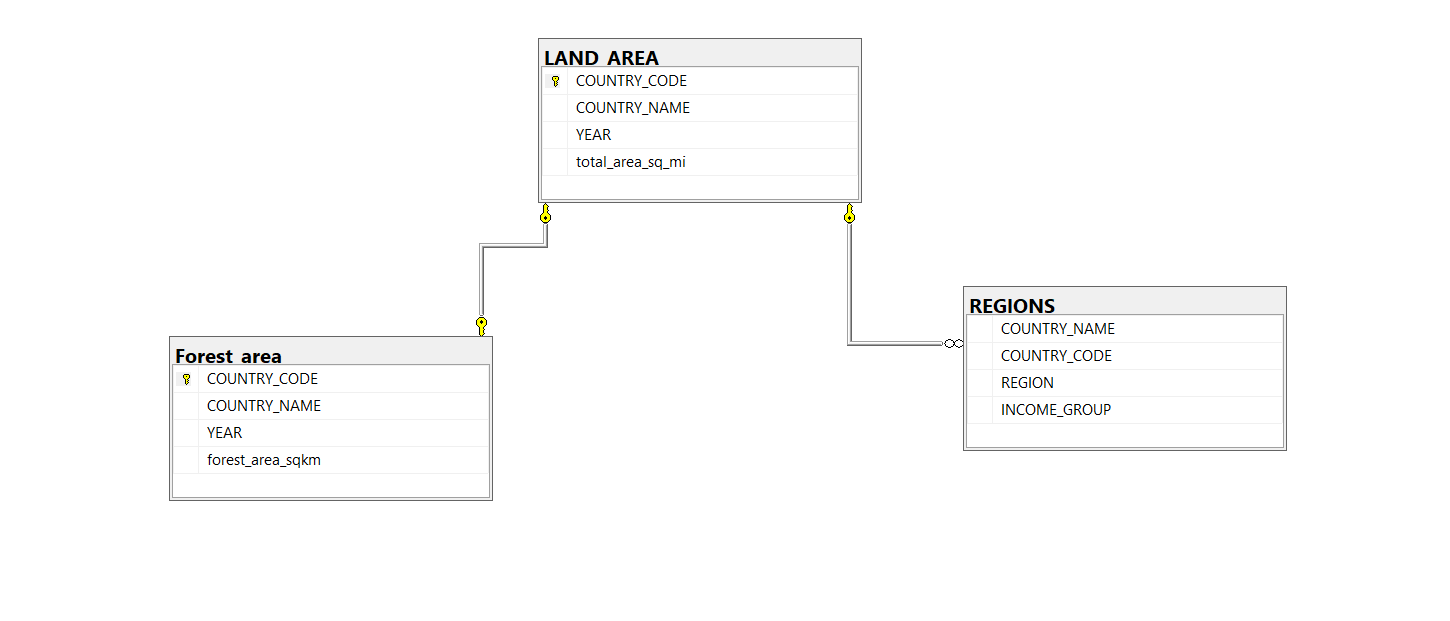 LAND_AREA
COUNTRY_CODE
COUNTRY_NAME
YEAR
total_area_sq_mi
Forest_area
COUNTRY_CODE
COUNTRY_NAME
YEAR
forest_area_sqkm
REGIONS
COUNTRY_NAME
COUNTRY_CODE
REGION
INCOME_GROUP